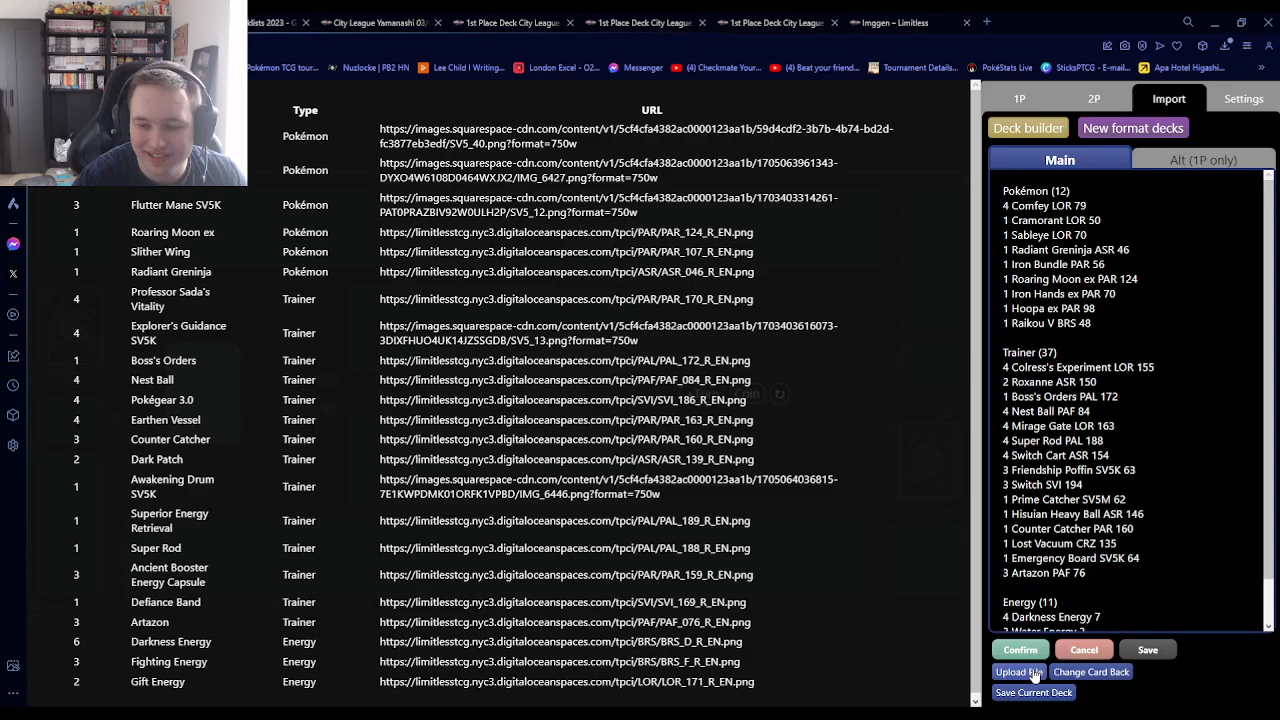 klists 2023 - G
City League Yamanashi 03/
1st Place Deck City League
1st Place Deck City League
1st Place Deck City League
Imggen – Limitless
Pokémon TCG tour...
Nuzlocke | PB2 HN
Lee Child I Writing...
London Excel - O2...
Messenger
(4) Checkmate Your...
(4) Beat your friend...
Tournament Details...
PokéStats Live
SticksPTCG - E-mail...
Apa Hotel Higashi...
Type URL
Pokémon https://images.squarespace-cdn.com/content/v1/5cf4cfa4382ac0000123aa1b/59d4cdf2-3b7b-4b74-bd2d-
fc3877eb3edf/SV5_40.png?format=750w
Pokémon https://images.squarespace-cdn.com/content/v1/5cf4cfa4382ac0000123aa1b/1705063961343-
DYXO4W6108D0464WXJX2/IMG_6427.png?format=750w
3 Flutter Mane SV5K Pokémon https://images.squarespace-cdn.com/content/v1/5cf4cfa4382ac0000123aa1b/1703403314261-
PAT0PRAZBIV92W0ULH2P/SV5_12.png?format=750w
1 Roaring Moon ex Pokémon https://limitlesstcg.nyc3.digitaloceanspaces.com/tpci/PAR/PAR_124_R_EN.png
1 Slither Wing Pokémon https://limitlesstcg.nyc3.digitaloceanspaces.com/tpci/PAR/PAR_107_R_EN.png
1 Radiant Greninja Pokémon https://limitlesstcg.nyc3.digitaloceanspaces.com/tpci/ASR/ASR_046_R_EN.png
4 Professor Sada's
Vitality Trainer https://limitlesstcg.nyc3.digitaloceanspaces.com/tpci/PAR/PAR_170_R_EN.png
4 Explorer's Guidance
SV5K Trainer https://images.squarespace-cdn.com/content/v1/5cf4cfa4382ac0000123aa1b/1703403616073-
3DIXFHUO4UK14JZSSGDB/SV5_13.png?format=750w
1 Boss's Orders Trainer https://limitlesstcg.nyc3.digitaloceanspaces.com/tpci/PAL/PAL_172_R_EN.png
4 Nest Ball Trainer https://limitlesstcg.nyc3.digitaloceanspaces.com/tpci/PAF/PAF_084_R_EN.png
4 Pokégear 3.0 Trainer https://limitlesstcg.nyc3.digitaloceanspaces.com/tpci/SVI/SVI_186_R_EN.png
4 Earthen Vessel Trainer https://limitlesstcg.nyc3.digitaloceanspaces.com/tpci/PAR/PAR_163_R_EN.png
3 Counter Catcher Trainer https://limitlesstcg.nyc3.digitaloceanspaces.com/tpci/PAR/PAR_160_R_EN.png
2 Dark Patch Trainer https://limitlesstcg.nyc3.digitaloceanspaces.com/tpci/ASR/ASR_139_R_EN.png
1 Awakening Drum
SV5K Trainer https://images.squarespace-cdn.com/content/v1/5cf4cfa4382ac0000123aa1b/1705064036815-
7E1KWPDMK01ORFK1VPBD/IMG_6446.png?format=750w
1 Superior Energy
Retrieval Trainer https://limitlesstcg.nyc3.digitaloceanspaces.com/tpci/PAL/PAL_189_R_EN.png
1 Super Rod Trainer https://limitlesstcg.nyc3.digitaloceanspaces.com/tpci/PAL/PAL_188_R_EN.png
3 Ancient Booster
Energy Capsule Trainer https://limitlesstcg.nyc3.digitaloceanspaces.com/tpci/PAR/PAR_159_R_EN.png
1 Defiance Band Trainer https://limitlesstcg.nyc3.digitaloceanspaces.com/tpci/SVI/SVI_169_R_EN.png
3 Artazon Trainer https://limitlesstcg.nyc3.digitaloceanspaces.com/tpci/PAF/PAF_076_R_EN.png
6 Darkness Energy Energy https://limitlesstcg.nyc3.digitaloceanspaces.com/tpci/BRS/BRS_D_R_EN.png
3 Fighting Energy Energy https://limitlesstcg.nyc3.digitaloceanspaces.com/tpci/BRS/BRS_F_R_EN.png
2 Gift Energy Energy https://limitlesstcg.nyc3.digitaloceanspaces.com/tpci/LOR/LOR_171_R_EN.png
Coin
1P 2P Import Settings
Deck builder New format decks
Main Alt (1P only)
Pokémon (12)
4 Comfey LOR 79
1 Cramorant LOR 50
1 Sableye LOR 70
1 Radiant Greninja ASR 46
1 Iron Bundle PAR 56
1 Roaring Moon ex PAR 124
1 Iron Hands ex PAR 70
1 Hoopa ex PAR 98
1 Raikou V BRS 48
Trainer (37)
4 Colress's Experiment LOR 155
2 Roxanne ASR 150
1 Boss's Orders PAL 172
4 Nest Ball PAF 84
4 Mirage Gate LOR 163
4 Super Rod PAL 188
4 Switch Cart ASR 154
3 Friendship Poffin SV5K 63
3 Switch SVI 194
1 Prime Catcher SV5M 62
1 Hisuian Heavy Ball ASR 146
1 Counter Catcher PAR 160
1 Lost Vacuum CRZ 135
1 Emergency Board SV5K 64
3 Artazon PAF 76
Energy (11)
4 Darkness Energy 7
Water Energy
Confirm Cancel Save
Upload File Change Card Back
Save Current Deck